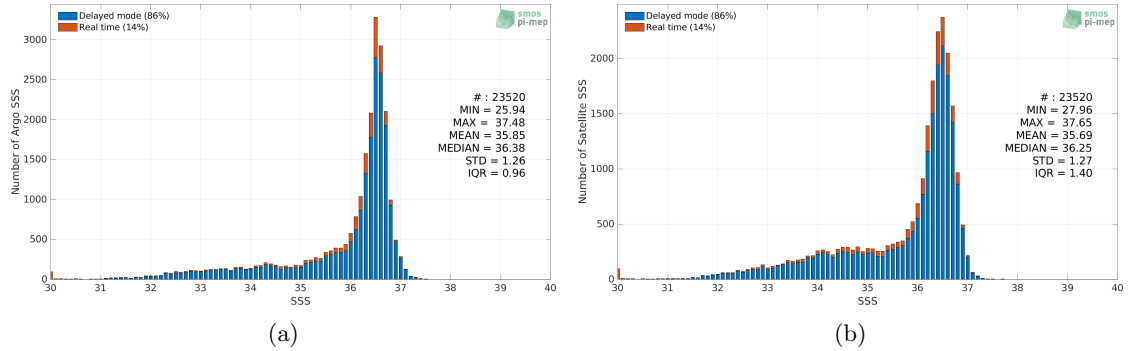 Delayed mode (86%)
Real time (14%)
smos
pi-mep
3000
2500
2000
1500
1000
500
0
Number of Argo SSS
# : 23520
MIN = 25.94
MAX = 37.48
MEAN = 35.85
MEDIAN = 36.38
STD = 1.26
IQR = 0.96
30 31 32 33 34 35 36 37 38 39 40
SSS
(a)
Delayed mode (86%)
Real time (14%)
smos
pi-mep
2000
1500
1000
500
0
Number of Satellite SSS
# : 23520
MIN = 27.96
MAX = 37.65
MEAN = 35.69
MEDIAN = 36.25
STD = 1.27
IQR = 1.40
30 31 32 33 34 35 36 37 38 39 40
SSS
(b)